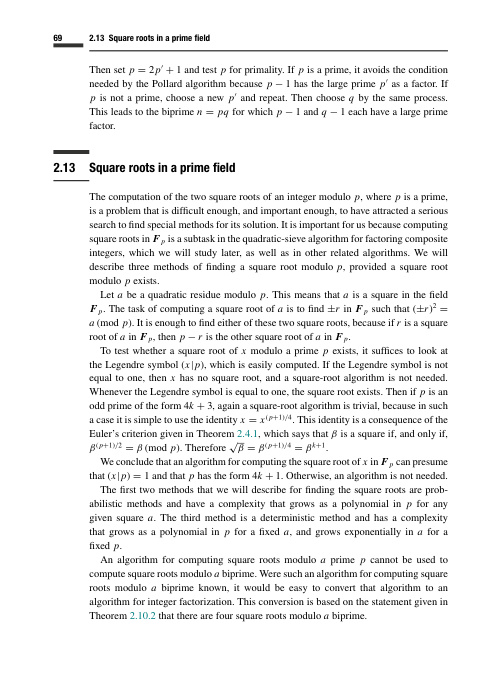 69 2.13 Square roots in a prime field
Then set p = 2p′ + 1 and test p for primality. If p is a prime, it avoids the condition
needed by the Pollard algorithm because p − 1 has the large prime p′ as a factor. If
p is not a prime, choose a new p′ and repeat. Then choose q by the same process.
This leads to the biprime n = pq for which p − 1 and q − 1 each have a large prime
factor.
2.13 Square roots in a prime field
The computation of the two square roots of an integer modulo p, where p is a prime,
is a problem that is difficult enough, and important enough, to have attracted a serious
search to find special methods for its solution. It is important for us because computing
square roots in Fₚ is a subtask in the quadratic-sieve algorithm for factoring composite
integers, which we will study later, as well as in other related algorithms. We will
describe three methods of finding a square root modulo p, provided a square root
modulo p exists.
Let a be a quadratic residue modulo p. This means that a is a square in the field
Fₚ. The task of computing a square root of a is to find ±r in Fₚ such that (±r)² =
a (mod p). It is enough to find either of these two square roots, because if r is a square
root of a in Fₚ, then p − r is the other square root of a in Fₚ.
To test whether a square root of x modulo a prime p exists, it suffices to look at
the Legendre symbol (x|p), which is easily computed. If the Legendre symbol is not
equal to one, then x has no square root, and a square-root algorithm is not needed.
Whenever the Legendre symbol is equal to one, the square root exists. Then if p is an
odd prime of the form 4k + 3, again a square-root algorithm is trivial, because in such
a case it is simple to use the identity x = x^(p+1)/4. This identity is a consequence of the
Euler's criterion given in Theorem 2.4.1, which says that β is a square if, and only if,
β^(p+1)/2 = β (mod p). Therefore √β = β^(p+1)/4 = β^k+1.
We conclude that an algorithm for computing the square root of x in Fₚ can presume
that (x|p) = 1 and that p has the form 4k + 1. Otherwise, an algorithm is not needed.
The first two methods that we will describe for finding the square roots are prob-
abilistic methods and have a complexity that grows as a polynomial in p for any
given square a. The third method is a deterministic method and has a complexity
that grows as a polynomial in p for a fixed a, and grows exponentially in a for a
fixed p.
An algorithm for computing square roots modulo a prime p cannot be used to
compute square roots modulo a biprime. Were such an algorithm for computing square
roots modulo a biprime known, it would be easy to convert that algorithm to an
algorithm for integer factorization. This conversion is based on the statement given in
Theorem 2.10.2 that there are four square roots modulo a biprime.